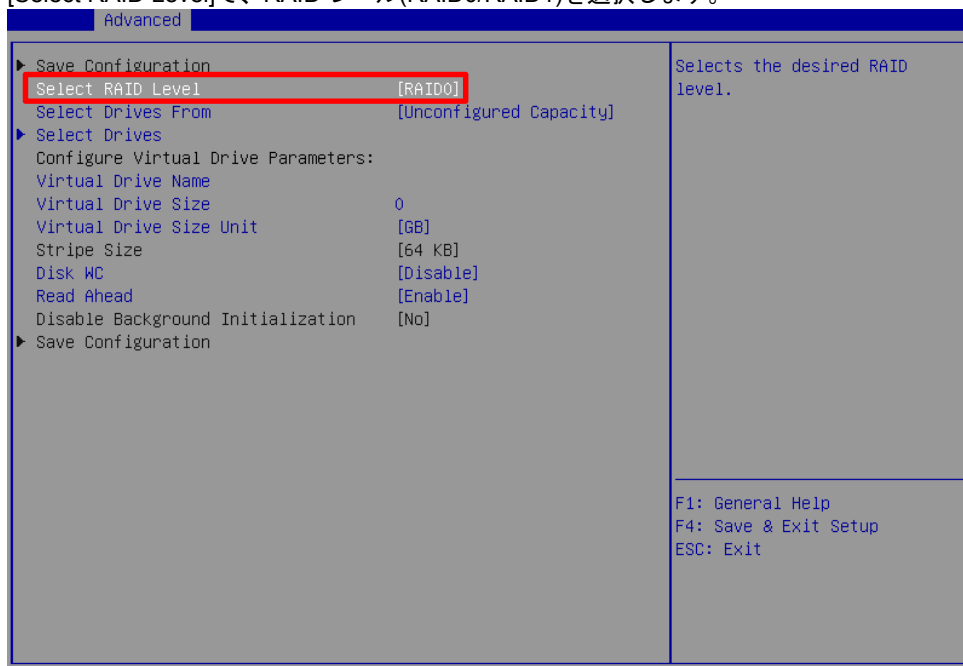 Advanced
Save Configuration
Select RAID Level [RAID0]
Select Drives From [Unconfigured Capacity]
Select Drives
Configure Virtual Drive Parameters:
Virtual Drive Name
Virtual Drive Size 0
Virtual Drive Size Unit [GB]
Stripe Size [64 KB]
Disk WC [Disable]
Read Ahead [Enable]
Disable Background Initialization [No]
Save Configuration
Selects the desired RAID
level.
F1: General Help
F4: Save & Exit Setup
ESC: Exit